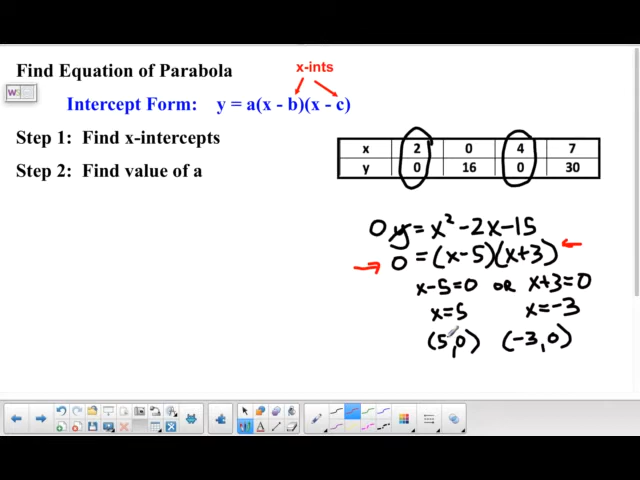 x-ints
Find Equation of Parabola
Intercept Form: y = a(x - b)(x - c)
Step 1: Find x-intercepts
Step 2: Find value of a
x 2 0 4 7
y 0 16 0 30
0 y = x² - 2x - 15
0 = (x - 5)(x + 3)
x - 5 = 0 OR x + 3 = 0
x = 5 x = -3
(5, 0) (-3, 0)